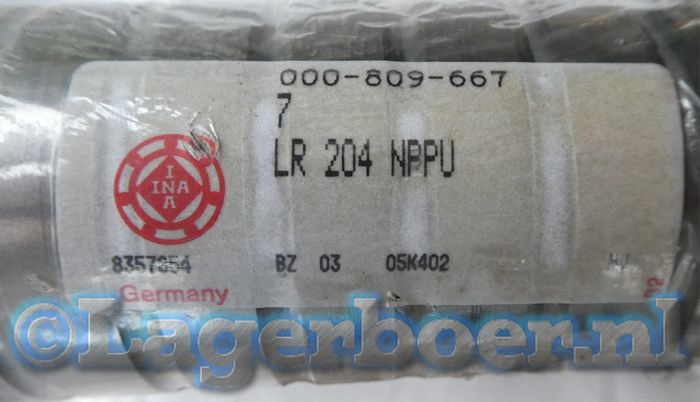 000-809-667
7
LR 204 NPPU
I
INA
A
8357854 BZ 03 05K402
Germany
©Lagerboer.nl